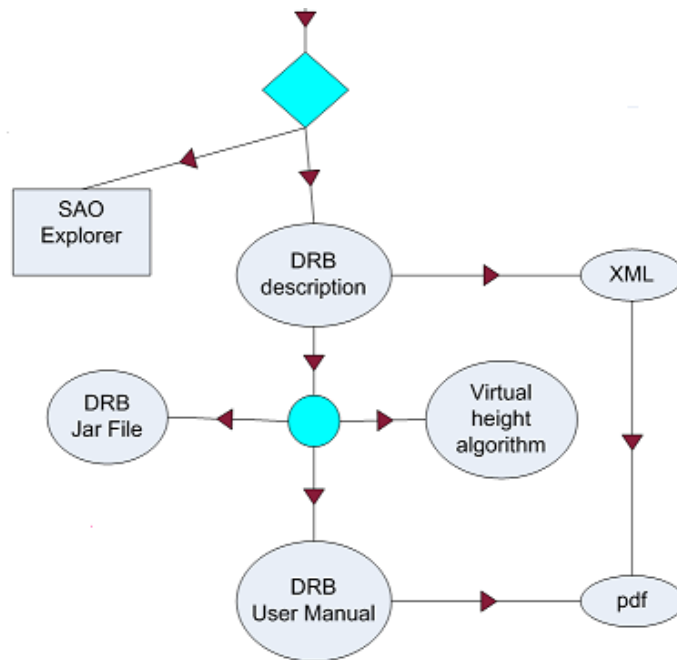 SAO
Explorer
DRB
description
XML
DRB
Jar File
Virtual
height
algorithm
DRB
User Manual
pdf